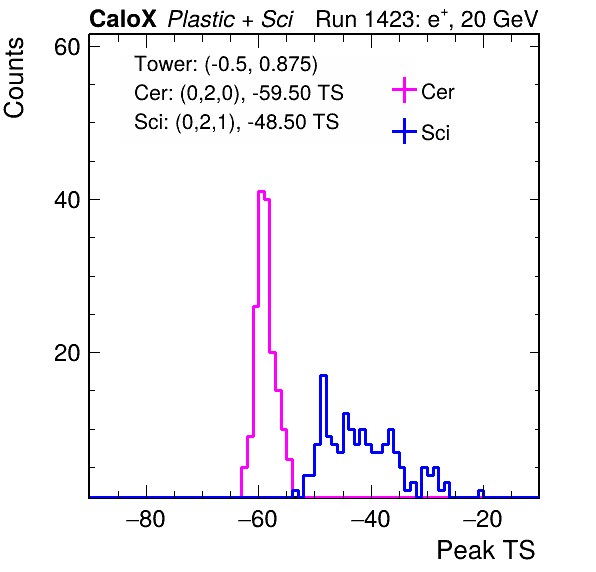 CaloX Plastic + Sci Run 1423: e+, 20 GeV
Counts
Tower: (-0.5, 0.875)
Cer: (0,2,0), -59.50 TS
Sci: (0,2,1), -48.50 TS
Cer
Sci
60
40
20
−80 −60 −40 −20
Peak TS